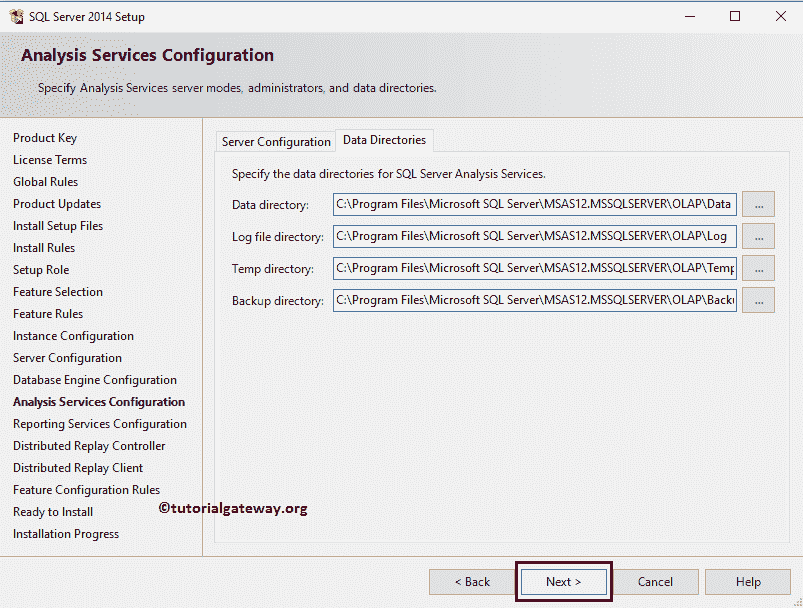 SQL Server 2014 Setup
Analysis Services Configuration
Specify Analysis Services server modes, administrators, and data directories.
Product Key
License Terms
Global Rules
Product Updates
Install Setup Files
Install Rules
Setup Role
Feature Selection
Feature Rules
Instance Configuration
Server Configuration
Database Engine Configuration
Analysis Services Configuration
Reporting Services Configuration
Distributed Replay Controller
Distributed Replay Client
Feature Configuration Rules
Ready to Install
Installation Progress
Server Configuration Data Directories
Specify the data directories for SQL Server Analysis Services.
Data directory: C:\Program Files\Microsoft SQL Server\MSAS12.MSSQLSERVER\OLAP\Data ...
Log file directory: C:\Program Files\Microsoft SQL Server\MSAS12.MSSQLSERVER\OLAP\Log ...
Temp directory: C:\Program Files\Microsoft SQL Server\MSAS12.MSSQLSERVER\OLAP\Temp ...
Backup directory: C:\Program Files\Microsoft SQL Server\MSAS12.MSSQLSERVER\OLAP\Backu ...
©tutorialgateway.org
< Back Next > Cancel Help